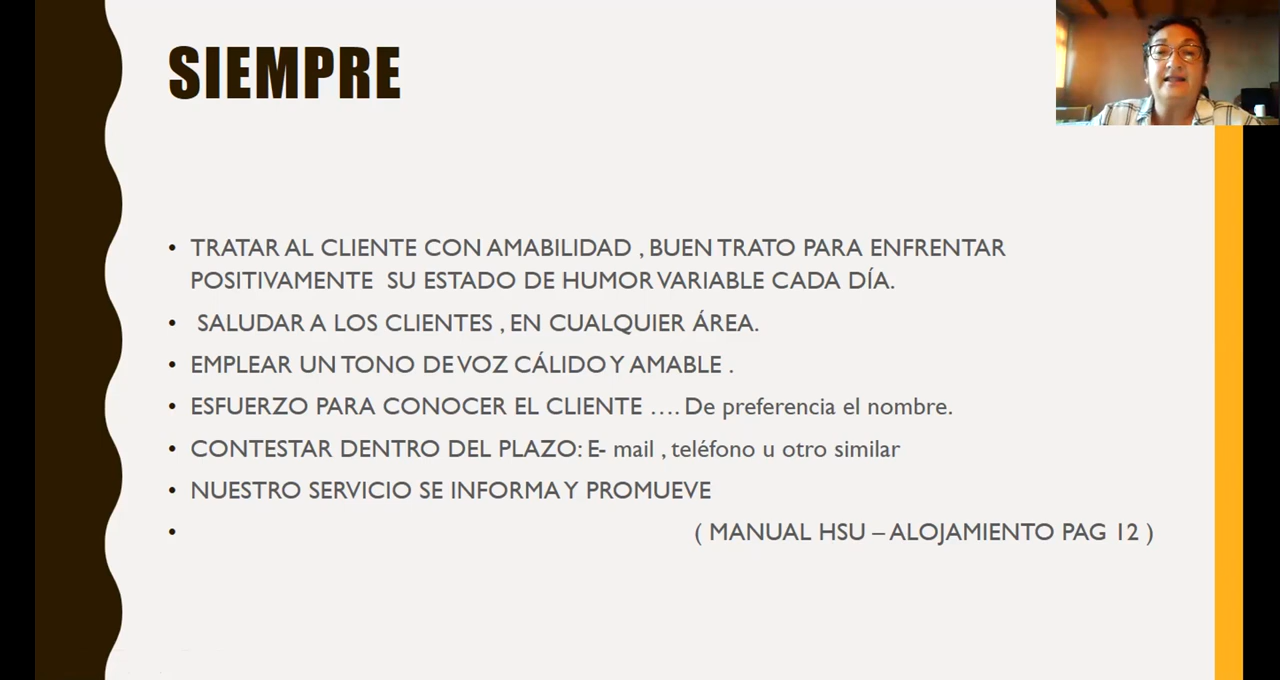 SIEMPRE
• TRATAR AL CLIENTE CON AMABILIDAD , BUEN TRATO PARA ENFRENTAR
POSITIVAMENTE SU ESTADO DE HUMOR VARIABLE CADA DÍA.
• SALUDAR A LOS CLIENTES , EN CUALQUIER ÁREA.
• EMPLEAR UN TONO DE VOZ CÁLIDO Y AMABLE .
• ESFUERZO PARA CONOCER EL CLIENTE .... De preferencia el nombre.
• CONTESTAR DENTRO DEL PLAZO: E- mail , teléfono u otro similar
• NUESTRO SERVICIO SE INFORMA Y PROMUEVE
• ( MANUAL HSU – ALOJAMIENTO PAG 12 )